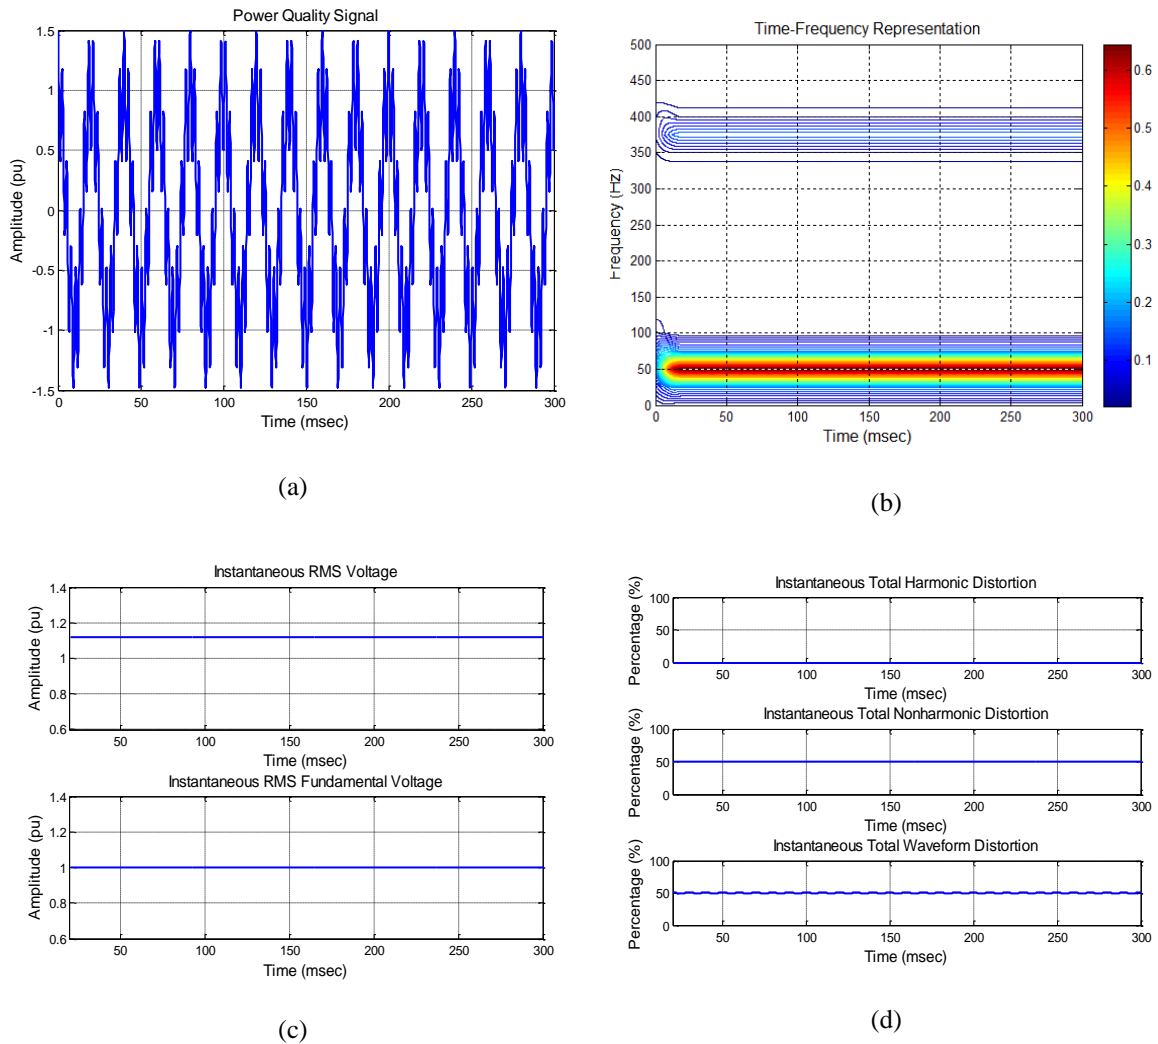 Power Quality Signal
Amplitude (pu)
1.5
1
0.5
0
-0.5
-1
-1.5
0 50 100 150 200 250 300
Time (msec)
(a)
Time-Frequency Representation
Frequency (Hz)
500
450
400
350
300
250
200
150
100
50
0
0 50 100 150 200 250 300
Time (msec)
0.6
0.5
0.4
0.3
0.2
0.1
(b)
Instantaneous RMS Voltage
Amplitude (pu)
1.4
1.2
1
0.8
0.6
50 100 150 200 250 300
Time (msec)
Instantaneous RMS Fundamental Voltage
Amplitude (pu)
1.4
1.2
1
0.8
0.6
50 100 150 200 250 300
Time (msec)
(c)
Instantaneous Total Harmonic Distortion
Percentage (%)
100
50
0
50 100 150 200 250 300
Time (msec)
Instantaneous Total Nonharmonic Distortion
Percentage (%)
100
50
0
50 100 150 200 250 300
Time (msec)
Instantaneous Total Waveform Distortion
Percentage (%)
100
50
0
50 100 150 200 250 300
Time (msec)
(d)